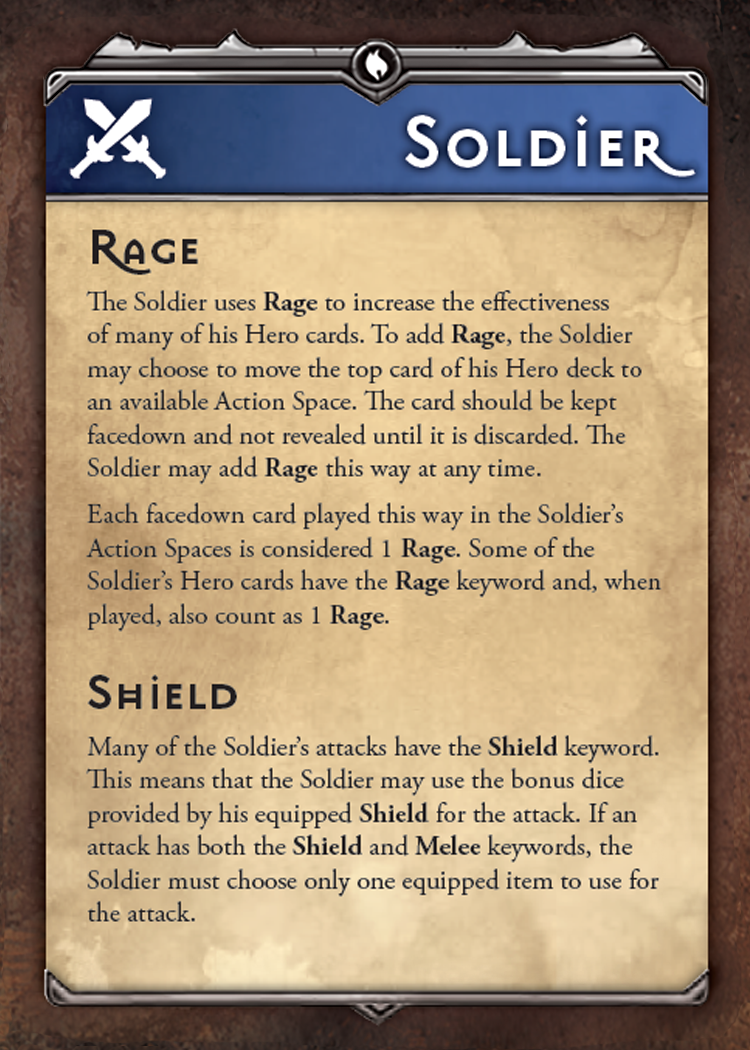 Soldier
Rage
The Soldier uses Rage to increase the effectiveness
of many of his Hero cards. To add Rage, the Soldier
may choose to move the top card of his Hero deck to
an available Action Space. The card should be kept
facedown and not revealed until it is discarded. The
Soldier may add Rage this way at any time.
Each facedown card played this way in the Soldier's
Action Spaces is considered 1 Rage. Some of the
Soldier's Hero cards have the Rage keyword and, when
played, also count as 1 Rage.
Shield
Many of the Soldier's attacks have the Shield keyword.
This means that the Soldier may use the bonus dice
provided by his equipped Shield for the attack. If an
attack has both the Shield and Melee keywords, the
Soldier must choose only one equipped item to use for
the attack.